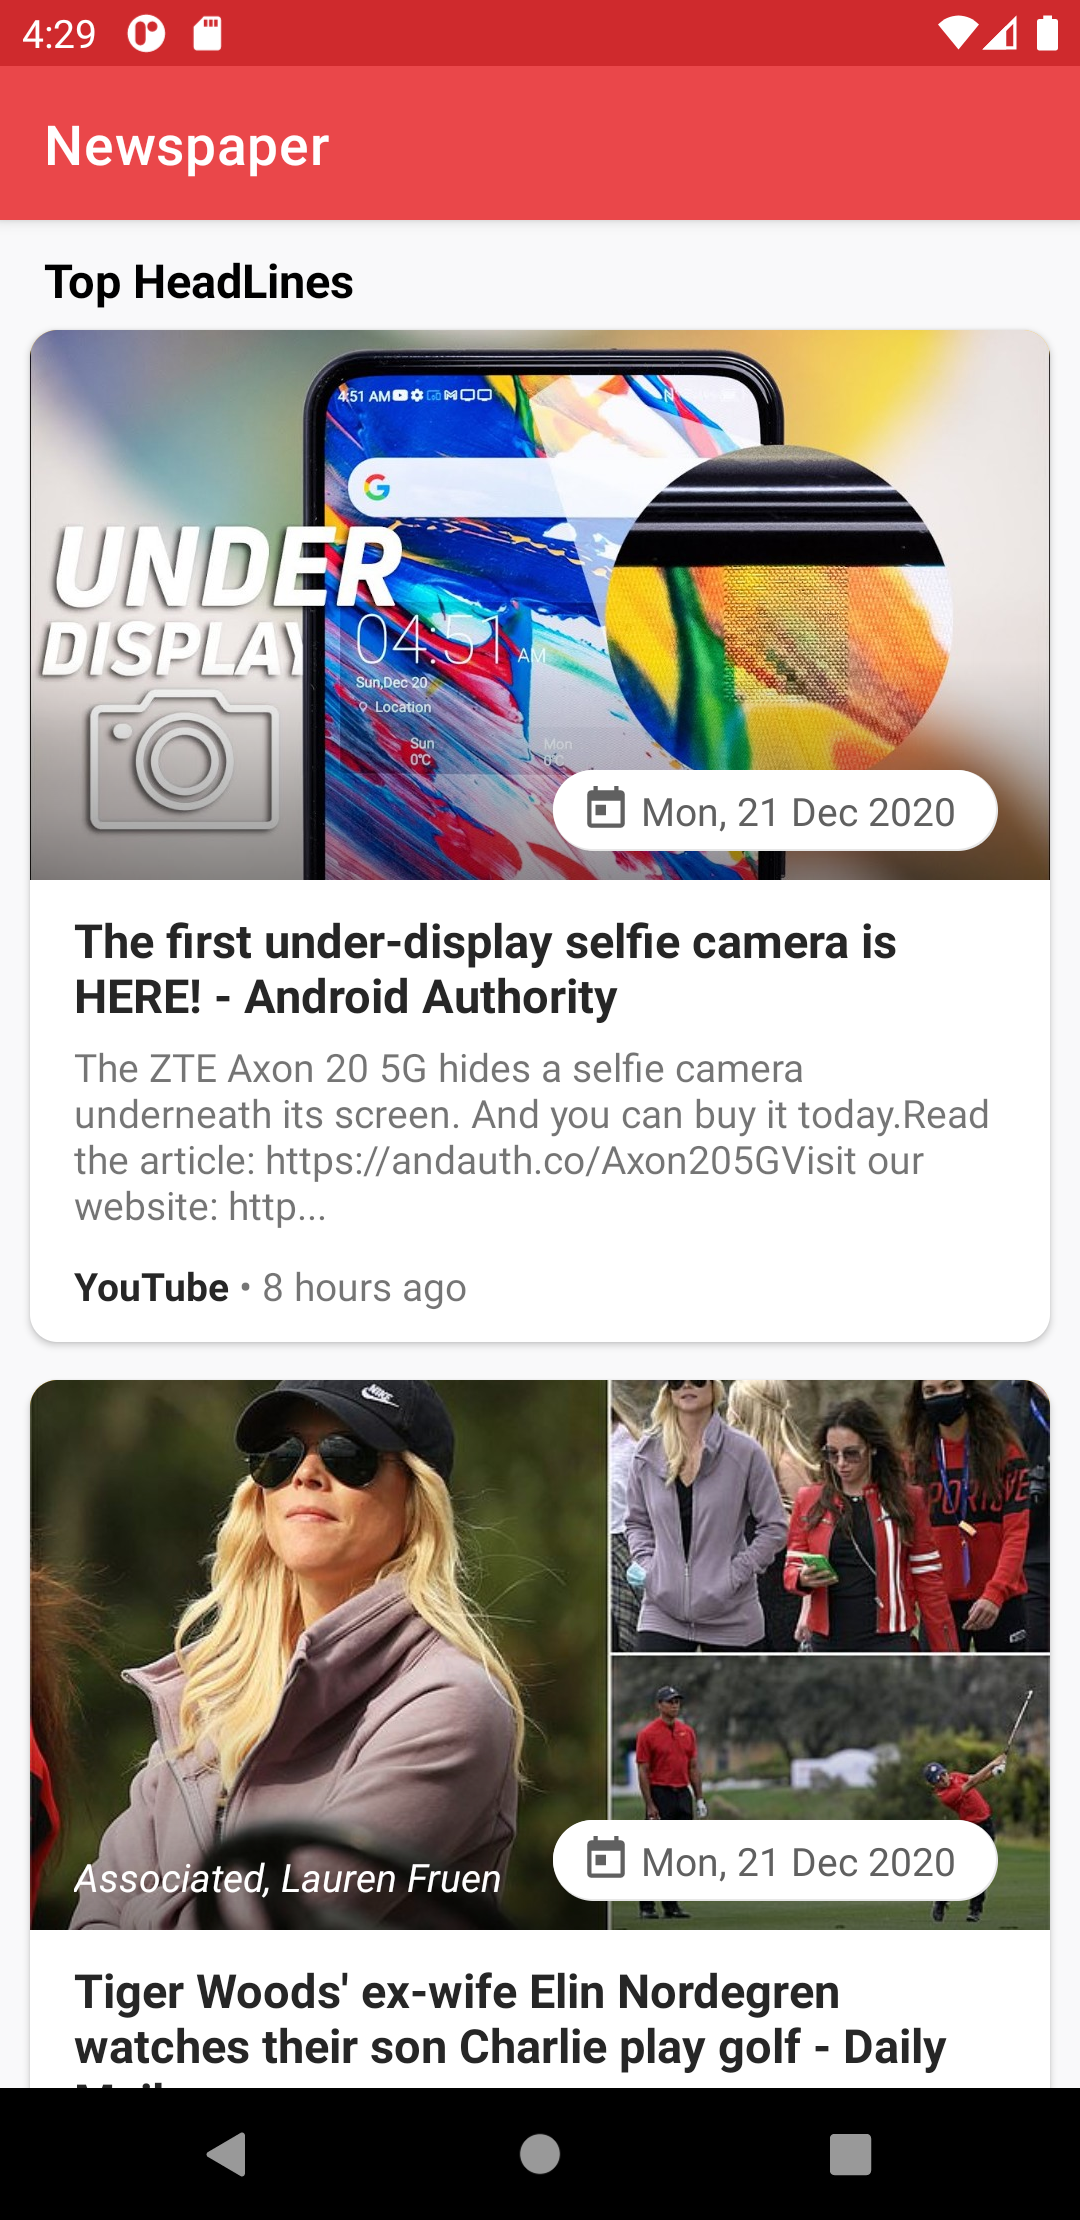 4:29
Newspaper
Top HeadLines
4:51 AM
UNDER
DISPLAY
04:51 AM
Sun,Dec 20
Location
Sun
0°C
Mon
0°C
Mon, 21 Dec 2020
The first under-display selfie camera is
HERE! - Android Authority
The ZTE Axon 20 5G hides a selfie camera
underneath its screen. And you can buy it today.Read
the article: https://andauth.co/Axon205GVisit our
website: http...
YouTube • 8 hours ago
NIKE
Associated, Lauren Fruen
Mon, 21 Dec 2020
Tiger Woods' ex-wife Elin Nordegren
watches their son Charlie play golf - Daily